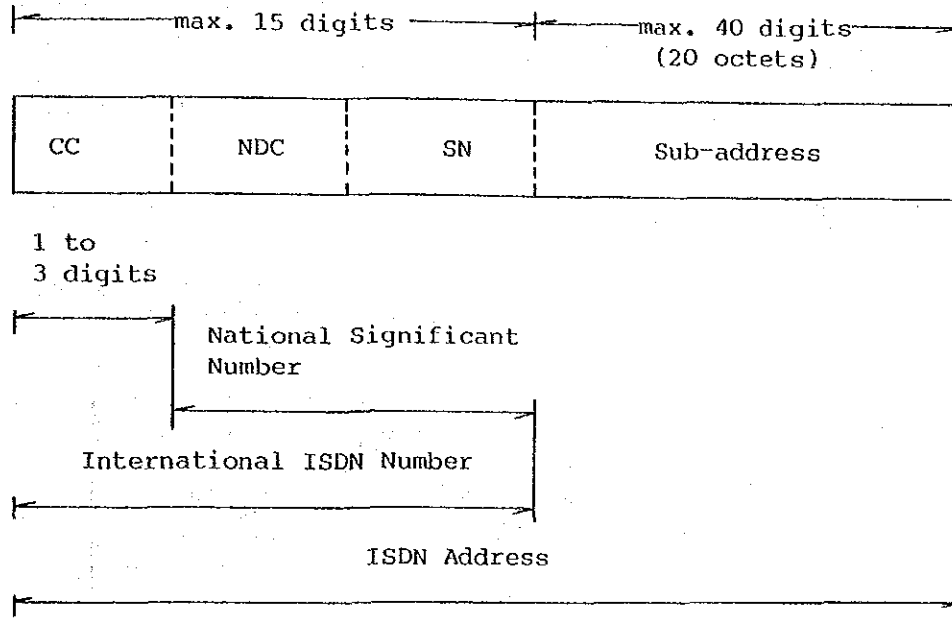 max. 15 digits
max. 40 digits
(20 octets)
CC
NDC
SN
Sub-address
1 to
3 digits
National Significant
Number
International ISDN Number
ISDN Address